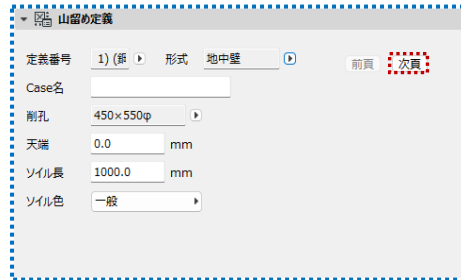 山留め定義
定義番号 1) (鉛 形式 地中壁 前頁 次頁
Case名
削孔 450×550φ
天端 0.0 mm
ソイル長 1000.0 mm
ソイル色 一般